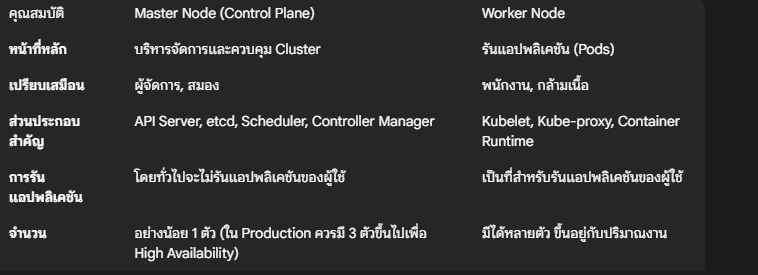 คุณสมบัติ Master Node (Control Plane) Worker Node
หน้าที่หลัก บริหารจัดการและควบคุม Cluster รันแอปพลิเคชัน (Pods)
เปรียบเสมือน ผู้จัดการ, สมอง พนักงาน, กล้ามเนื้อ
ส่วนประกอบ API Server, etcd, Scheduler, Controller Manager Kubelet, Kube-proxy, Container
สำคัญ Runtime
การรัน โดยทั่วไปจะไม่รันแอปพลิเคชันของผู้ใช้ เป็นที่สำหรับรันแอปพลิเคชันของผู้ใช้
แอปพลิเคชัน
จำนวน อย่างน้อย 1 ตัว (ใน Production ควรมี 3 ตัวขึ้นไปเพื่อ มีได้หลายตัว ขึ้นอยู่กับปริมาณงาน
High Availability)